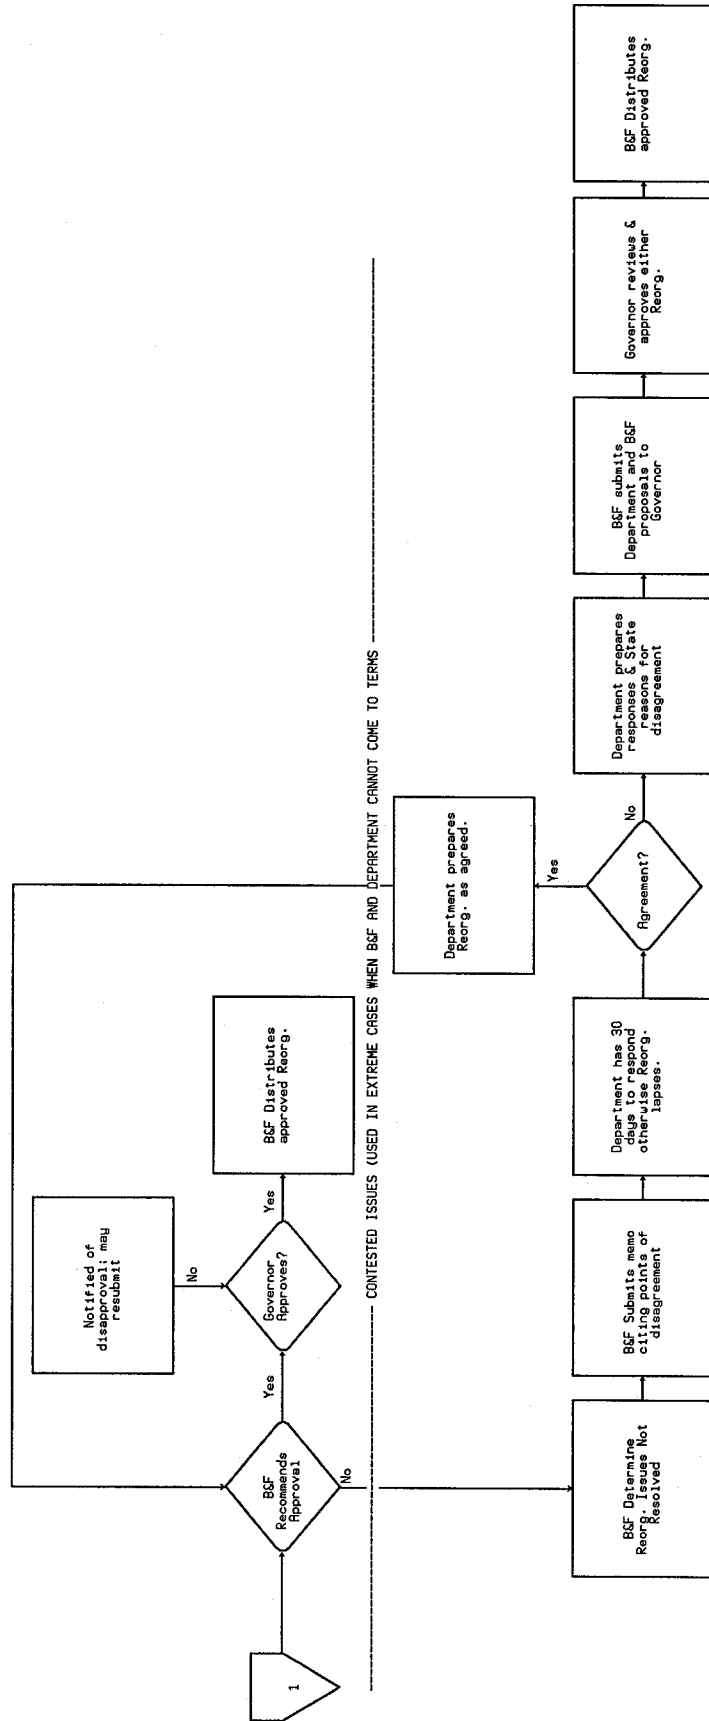 1
B&F
Recommends
Approval
Yes
No
Governor
Approves?
No
Notified of
disapproval; may
resubmit
Yes
B&F Distributes
approved Reorg.
CONTESTED ISSUES (USED IN EXTREME CASES WHEN B&F AND DEPARTMENT CANNOT COME TO TERMS
B&F Determine
Reorg. Issues Not
Resolved
B&F Submits memo
citing points of
disagreement
Department has 30
days to respond
otherwise Reorg.
lapses.
Agreement?
Yes
Department prepares
Reorg. as agreed.
No
Department prepares
responses & State
reasons for
disagreement
B&F submits
Department and B&F
proposals to
Governor
Governor reviews &
approves either
Reorg.
B&F Distributes
approved Reorg.